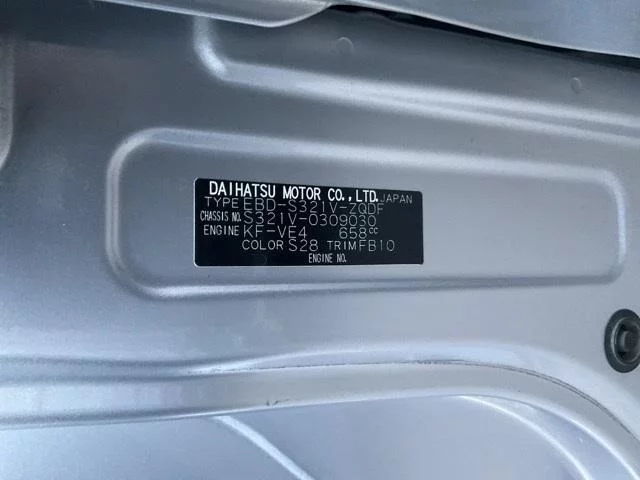 DAIHATSU MOTOR CO.,LTD. JAPAN
TYPE EBD-S321V-ZQDF
CHASSIS NO. S321V-0309030
ENGINE KF-VE4 658cc
COLOR S28 TRIM FB10
ENGINE NO.